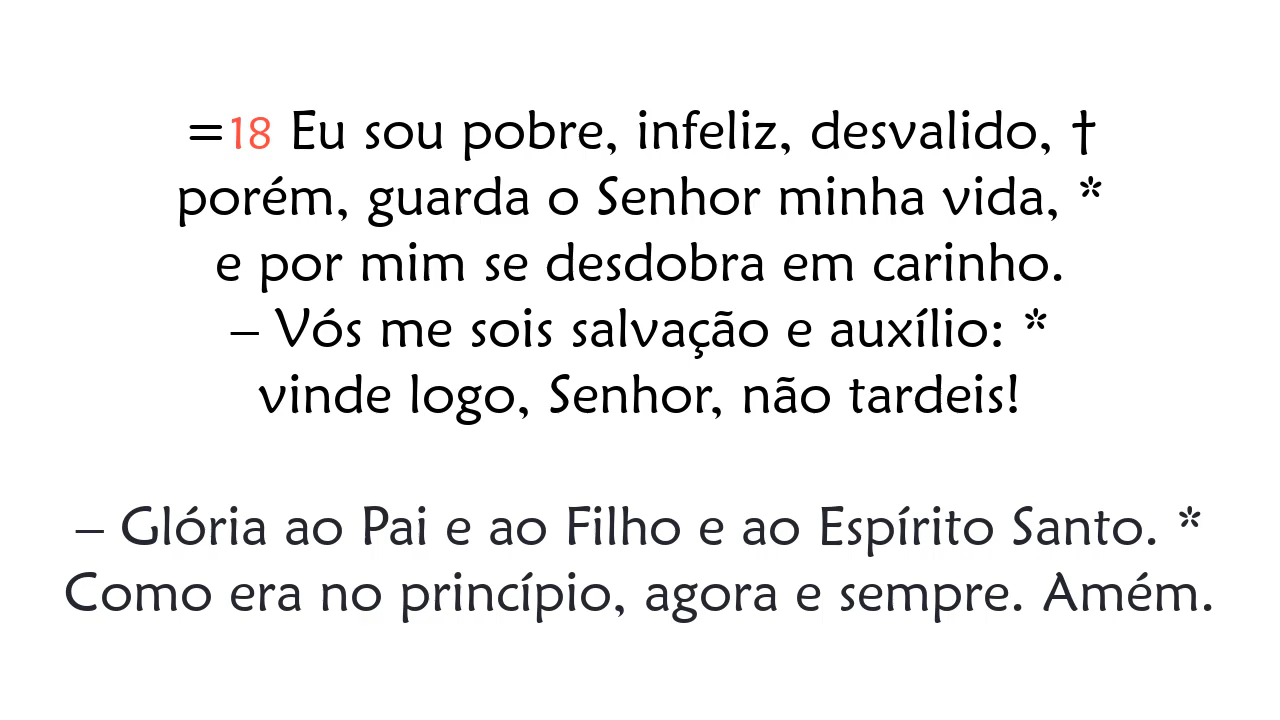 =18 Eu sou pobre, infeliz, desvalido, †
porém, guarda o Senhor minha vida, *
e por mim se desdobra em carinho.
– Vós me sois salvação e auxílio: *
vinde logo, Senhor, não tardeis!
– Glória ao Pai e ao Filho e ao Espírito Santo. *
Como era no princípio, agora e sempre. Amém.